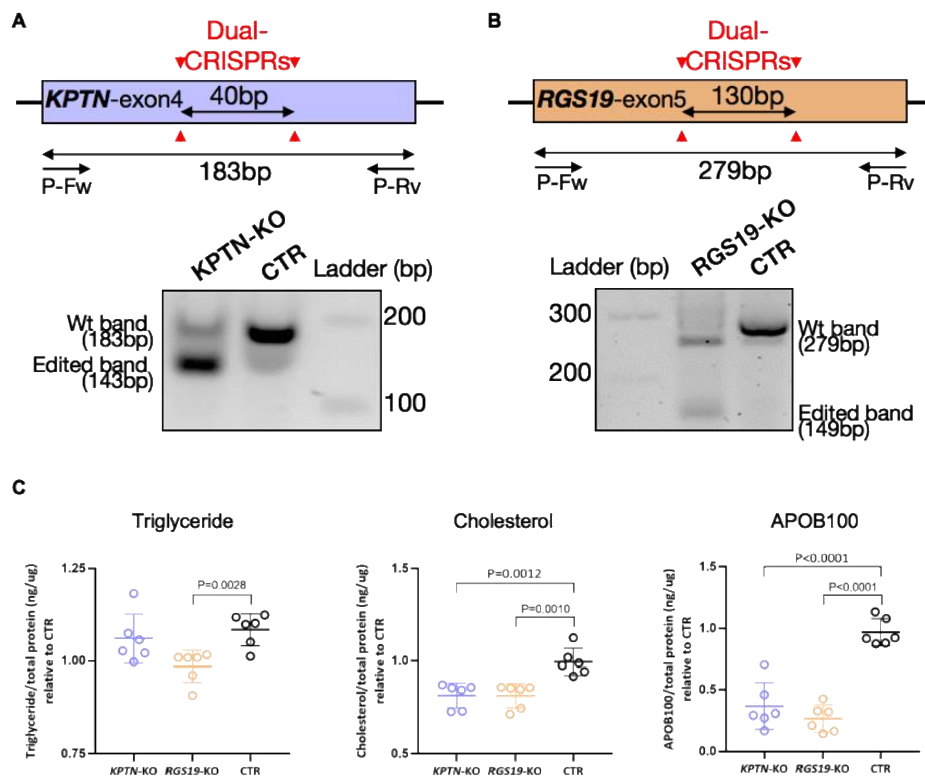 A
Dual-
CRISPRs
KPTN-exon4
40bp
183bp
P-Fw
P-Rv
KPTN-KO
CTR
Ladder (bp)
Wt band
(183bp)
Edited band
(143bp)
200
100
B
Dual-
CRISPRs
RGS19-exon5
130bp
279bp
P-Fw
P-Rv
Ladder (bp)
RGS19-KO
CTR
300
200
Wt band
(279bp)
Edited band
(149bp)
C
Triglyceride
Triglyceride/total protein (ng/ug)
relative to CTR
1.25
1.00
0.75
P=0.0028
KPTN-KO
RGS19-KO
CTR
Cholesterol
Cholesterol/total protein (ng/ug)
relative to CTR
1.5
1.0
0.5
P=0.0012
P=0.0010
KPTN-KO
RGS19-KO
CTR
APOB100
APOB100/total protein (ng/ug)
relative to CTR
1.5
1.0
0.5
0.0
P<0.0001
P<0.0001
KPTN-KO
RGS19-KO
CTR